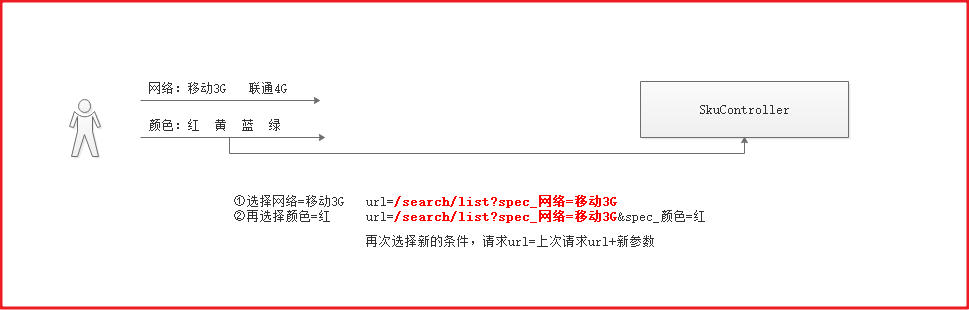 网络：移动3G 联通4G
颜色：红 黄 蓝 绿
SkuController
①选择网络=移动3G url=/search/list?spec_网络=移动3G
②再选择颜色=红 url=/search/list?spec_网络=移动3G&spec_颜色=红
再次选择新的条件，请求url=上次请求url+新参数